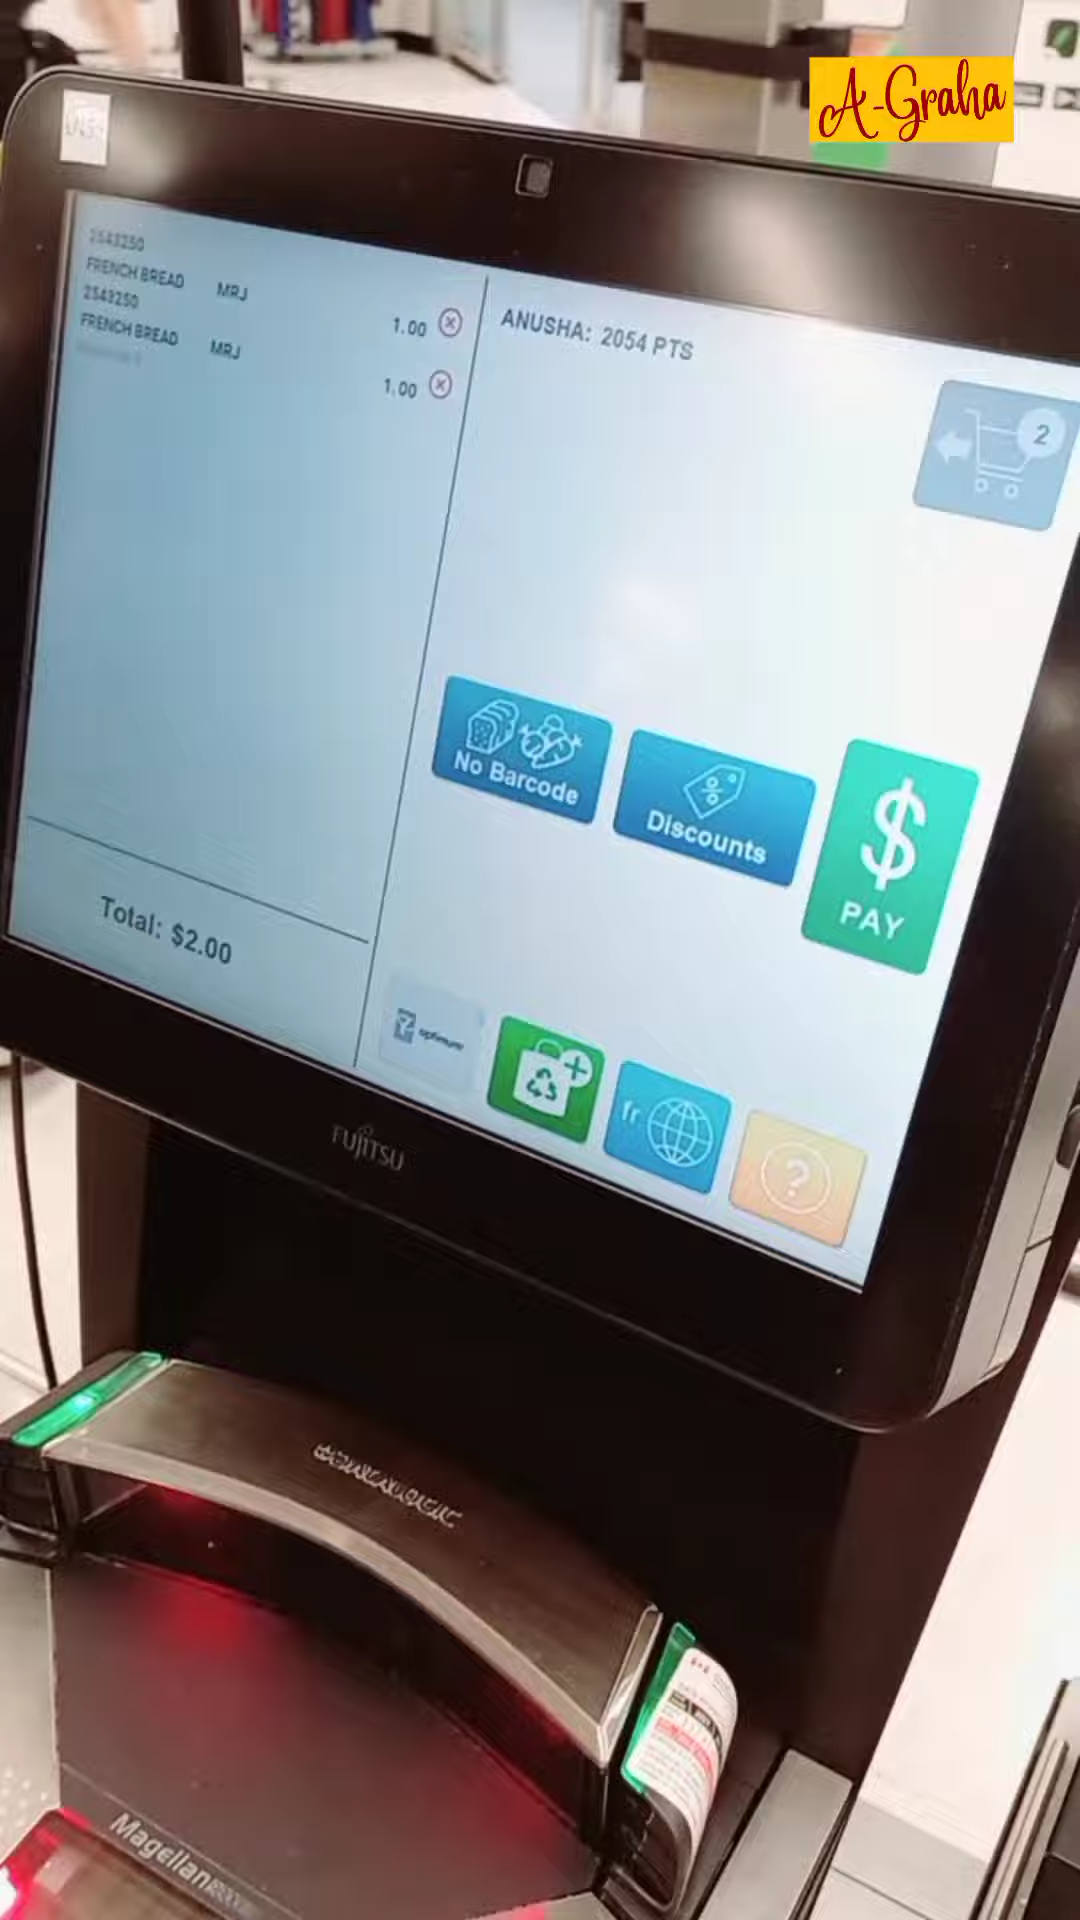 A-Graha
2543250
FRENCH BREAD MRJ
1.00
2543250
FRENCH BREAD MRJ
1.00
Total: $2.00
ANUSHA: 2054 PTS
2
No Barcode
Discounts
$
PAY
optimum
fr
?
FUJITSU
DATALOGIC
Magellan